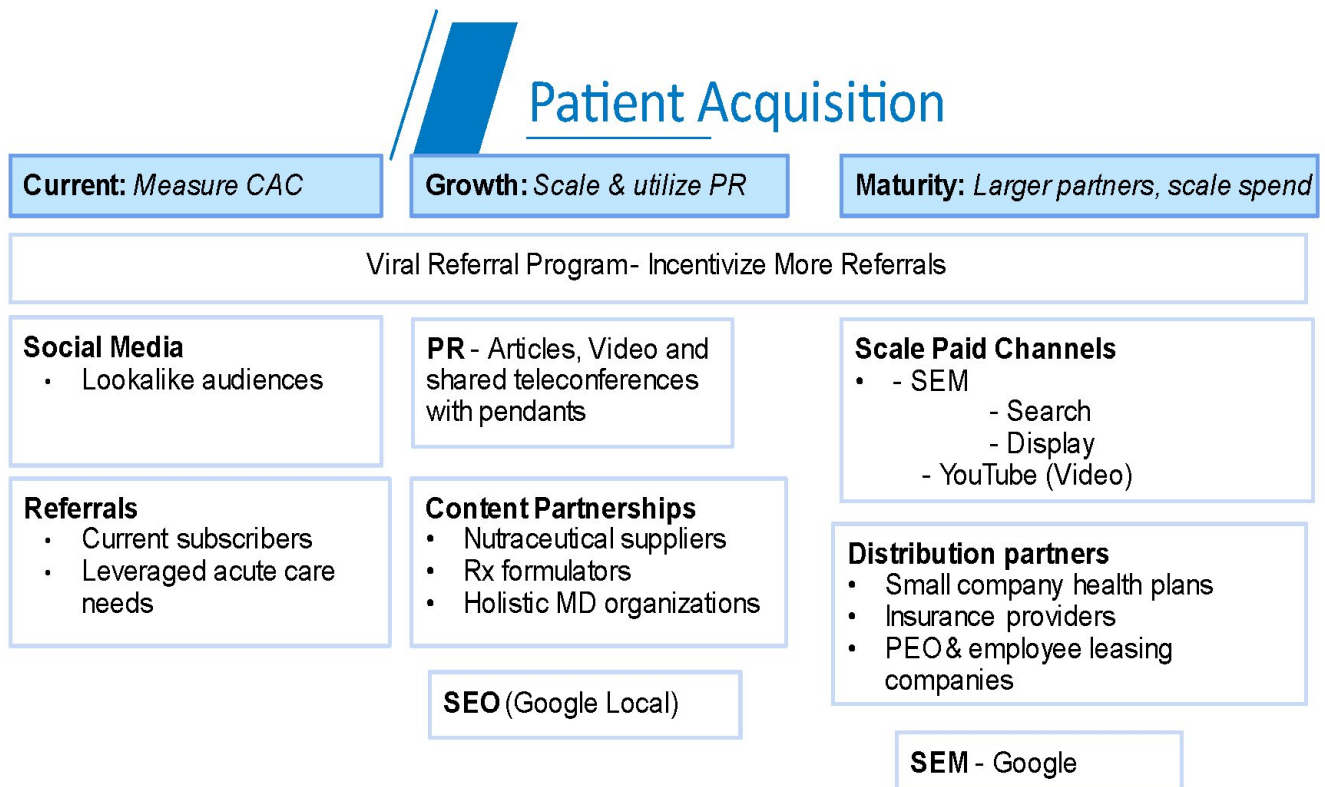 Patient Acquisition
Current: Measure CAC
Growth: Scale & utilize PR
Maturity: Larger partners, scale spend
Viral Referral Program- Incentivize More Referrals
Social Media
• Lookalike audiences
Referrals
• Current subscribers
• Leveraged acute care
needs
PR - Articles, Video and
shared teleconferences
with pendants
Content Partnerships
• Nutraceutical suppliers
• Rx formulators
• Holistic MD organizations
SEO (Google Local)
Scale Paid Channels
• - SEM
- Search
- Display
- YouTube (Video)
Distribution partners
• Small company health plans
• Insurance providers
• PEO & employee leasing
companies
SEM - Google